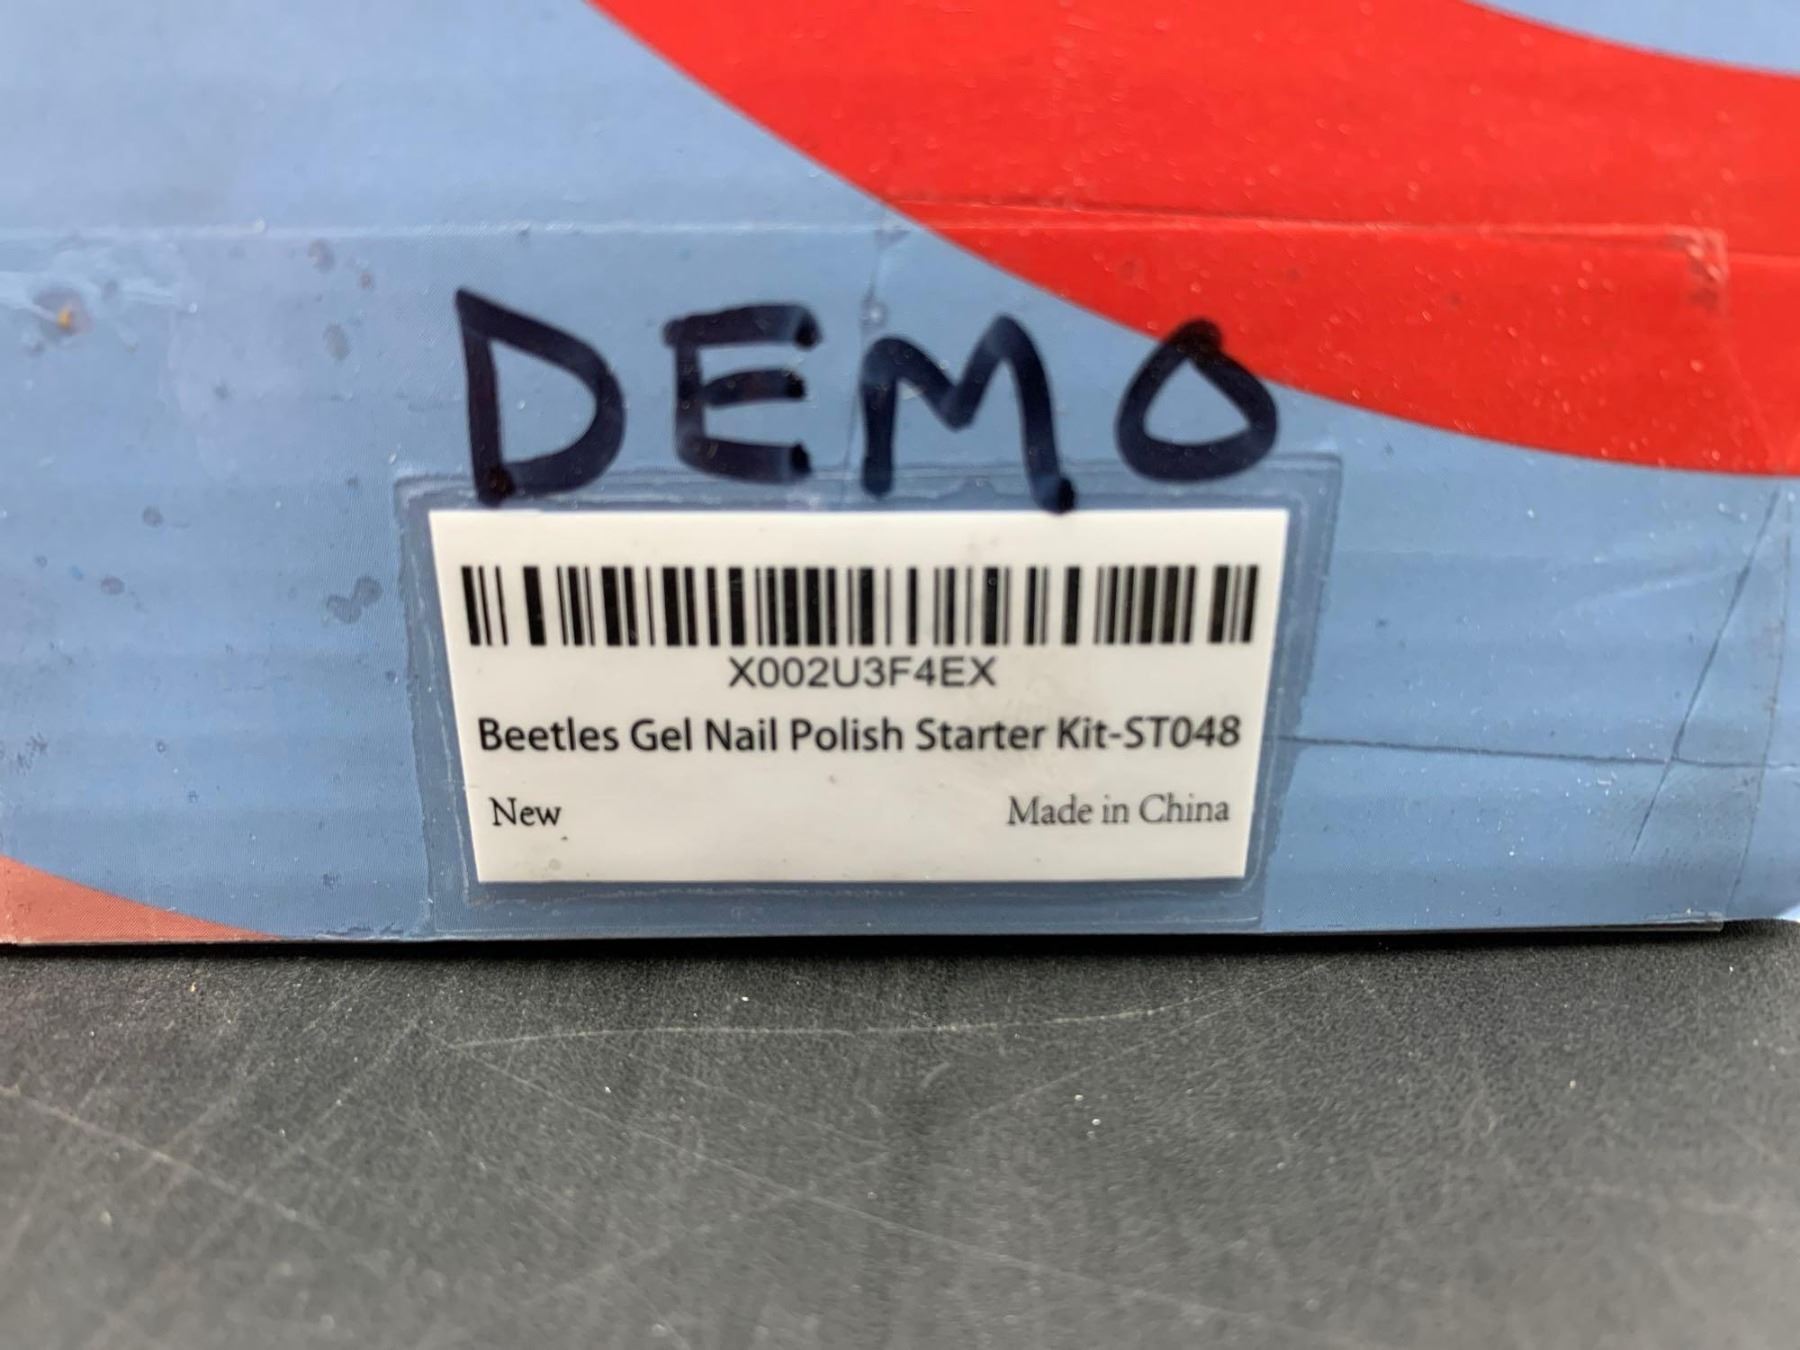 DEMO
X002U3F4EX
Beetles Gel Nail Polish Starter Kit-ST048
New Made in China